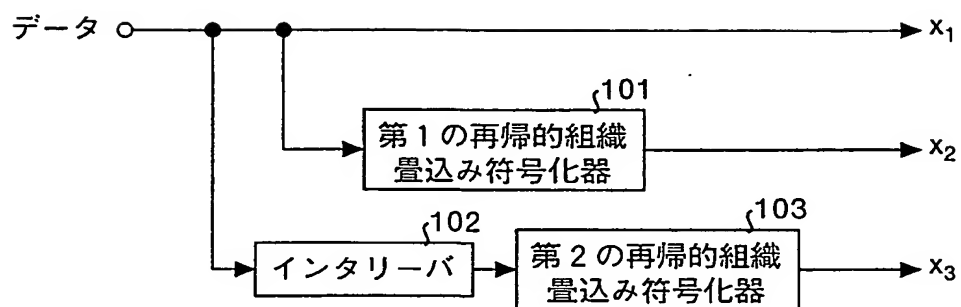 データ
x₁
101
第1の再帰的組織
畳込み符号化器
x₂
102
インタリーバ
103
第2の再帰的組織
畳込み符号化器
x₃